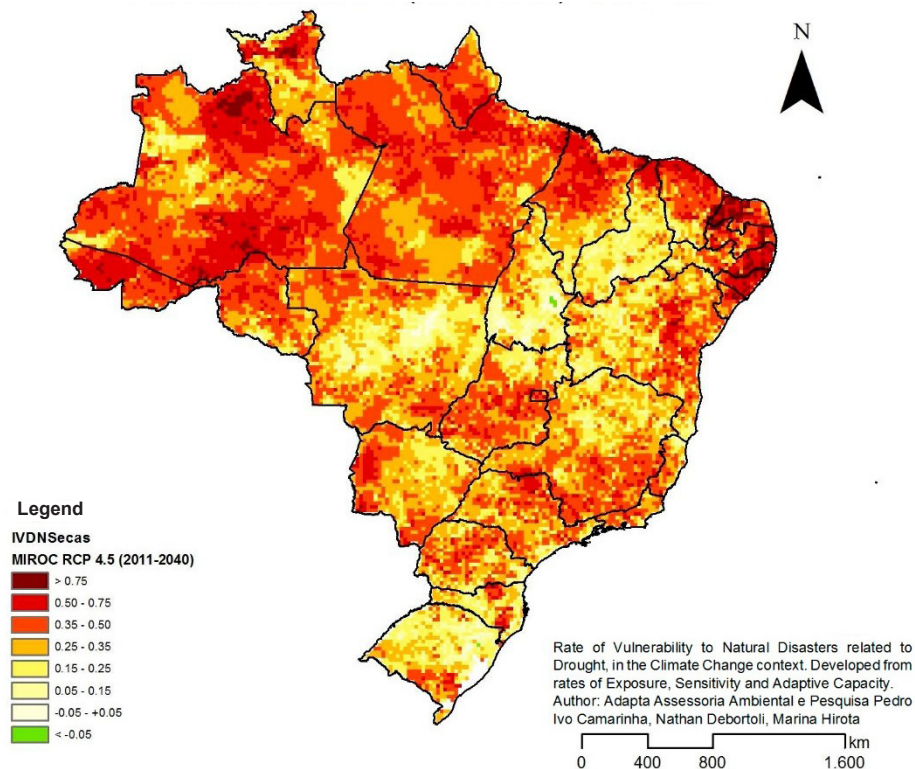 N
Legend
IVDNSecas
MIROC RCP 4.5 (2011-2040)
> 0.75
0.50 - 0.75
0.35 - 0.50
0.25 - 0.35
0.15 - 0.25
0.05 - 0.15
-0.05 - +0.05
< -0.05
Rate of Vulnerability to Natural Disasters related to
Drought, in the Climate Change context. Developed from
rates of Exposure, Sensitivity and Adaptive Capacity.
Author: Adapta Assessoria Ambiental e Pesquisa Pedro
Ivo Camarinha, Nathan Debortoli, Marina Hirota
km
0 400 800 1.600